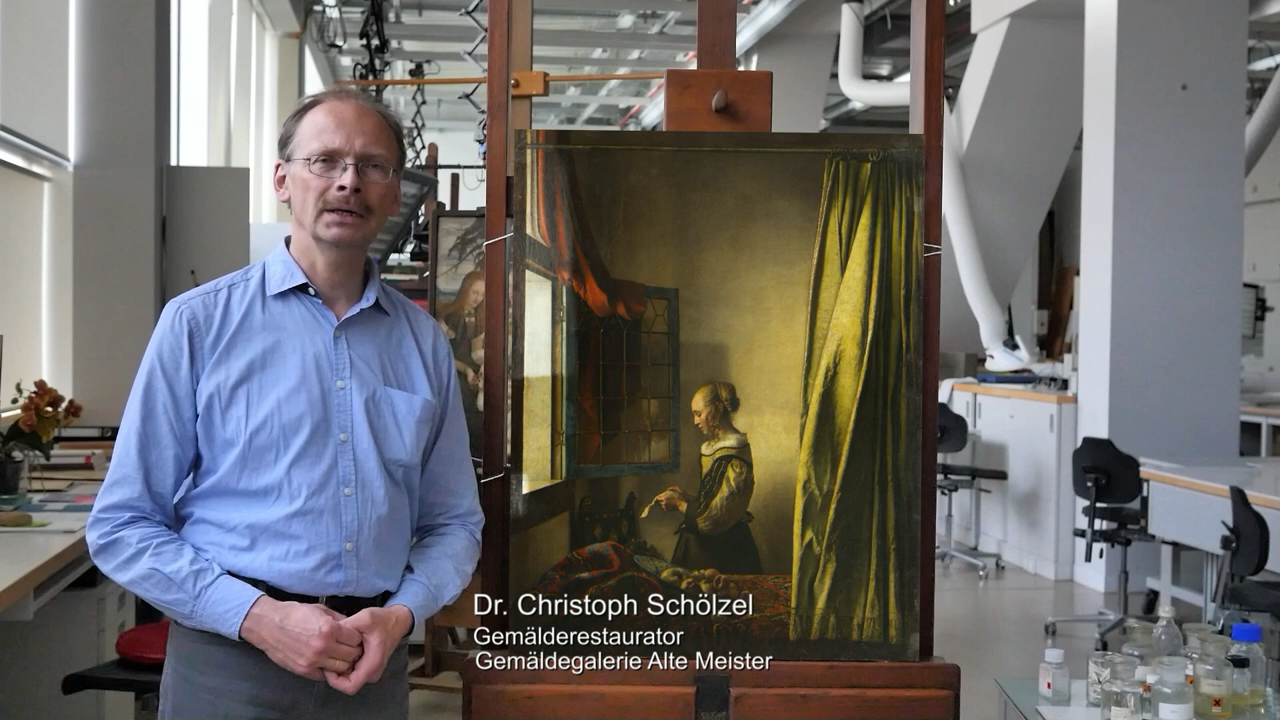 Dr. Christoph Schölzel
Gemälderestaurator
Gemäldegalerie Alte Meister